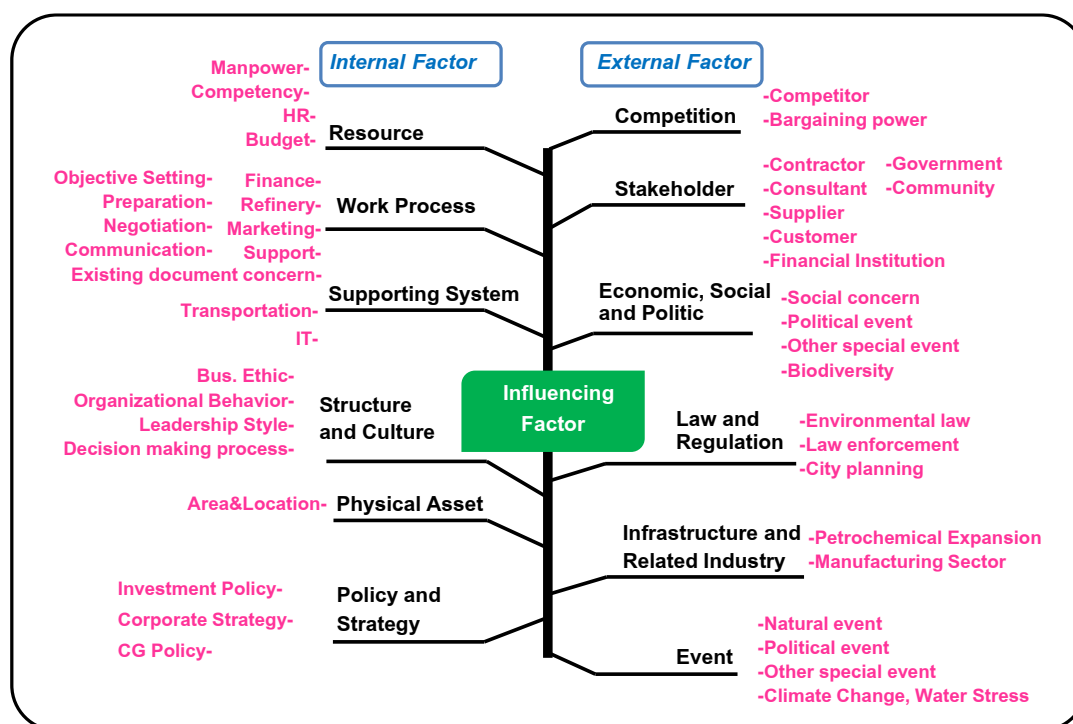 Internal Factor
Manpower-
Competency-
HR-
Budget-
Resource
Objective Setting-
Preparation-
Negotiation-
Communication-
Existing document concern-
Finance-
Refinery-
Marketing-
Support-
Work Process
Transportation-
IT-
Supporting System
Bus. Ethic-
Organizational Behavior-
Leadership Style-
Decision making process-
Structure
and Culture
Area&Location-
Physical Asset
Investment Policy-
Corporate Strategy-
CG Policy-
Policy and
Strategy
Influencing
Factor
External Factor
Competition
-Competitor
-Bargaining power
Stakeholder
-Contractor
-Consultant
-Supplier
-Customer
-Financial Institution
-Government
-Community
Economic, Social
and Politic
-Social concern
-Political event
-Other special event
-Biodiversity
Law and
Regulation
-Environmental law
-Law enforcement
-City planning
Infrastructure and
Related Industry
-Petrochemical Expansion
-Manufacturing Sector
Event
-Natural event
-Political event
-Other special event
-Climate Change, Water Stress